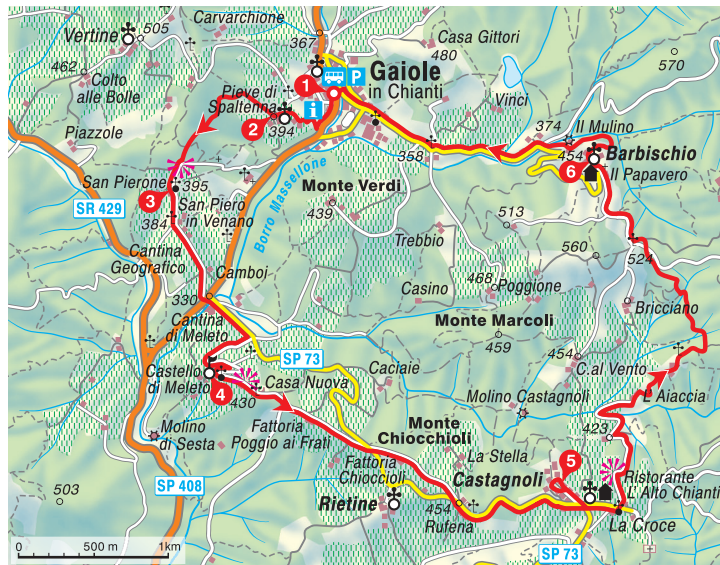 Carvarchione
505
Vertine
367
Casa Gittori
480
570
462
Colto
alle Bolle
Gaiole
in Chianti
P
1
i
Pieve di
Spaltenna
2
394
Vinci
374
Il Mulino
Piazzole
358
454
Barbischio
6
Il Papavero
San Pierone
395
3
Monte Verdi
439
Borro Massellone
SR 429
384
San Piero
in Venano
513
Trebbio
560
524
Cantina
Geografico
Camboi
468
Poggione
Casino
330
Bricciano
Cantina
di Meleto
Monte Marcoli
459
SP 73
454
Castello
di Meleto
4
430
Casa Nuova
Caciaie
C.al Vento
Molino Castagnoli
L'Aiaccia
Fattoria
Poggio ai Frati
Monte
Chiocchioli
423
Molino
di Sesta
La Stella
Fattoria
Chioccioli
Castagnoli
5
Ristorante
L'Alto Chianti
SP 408
503
Rietine
454
Rufena
La Croce
SP 73
0 500 m 1km